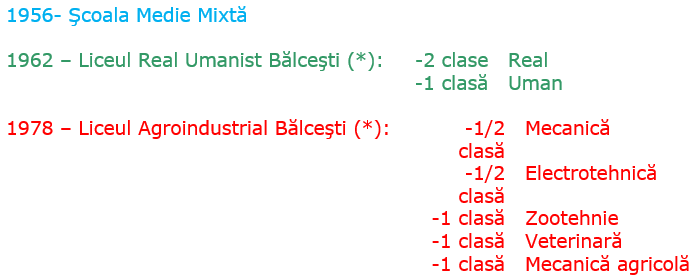 1956- Şcoala Medie Mixtă
1962 – Liceul Real Umanist Bălceşti (*): -2 clase Real
-1 clasă Uman
1978 – Liceul Agroindustrial Bălceşti (*): -1/2 Mecanică
clasă
-1/2 Electrotehnică
clasă
-1 clasă Zootehnie
-1 clasă Veterinară
-1 clasă Mecanică agricolă